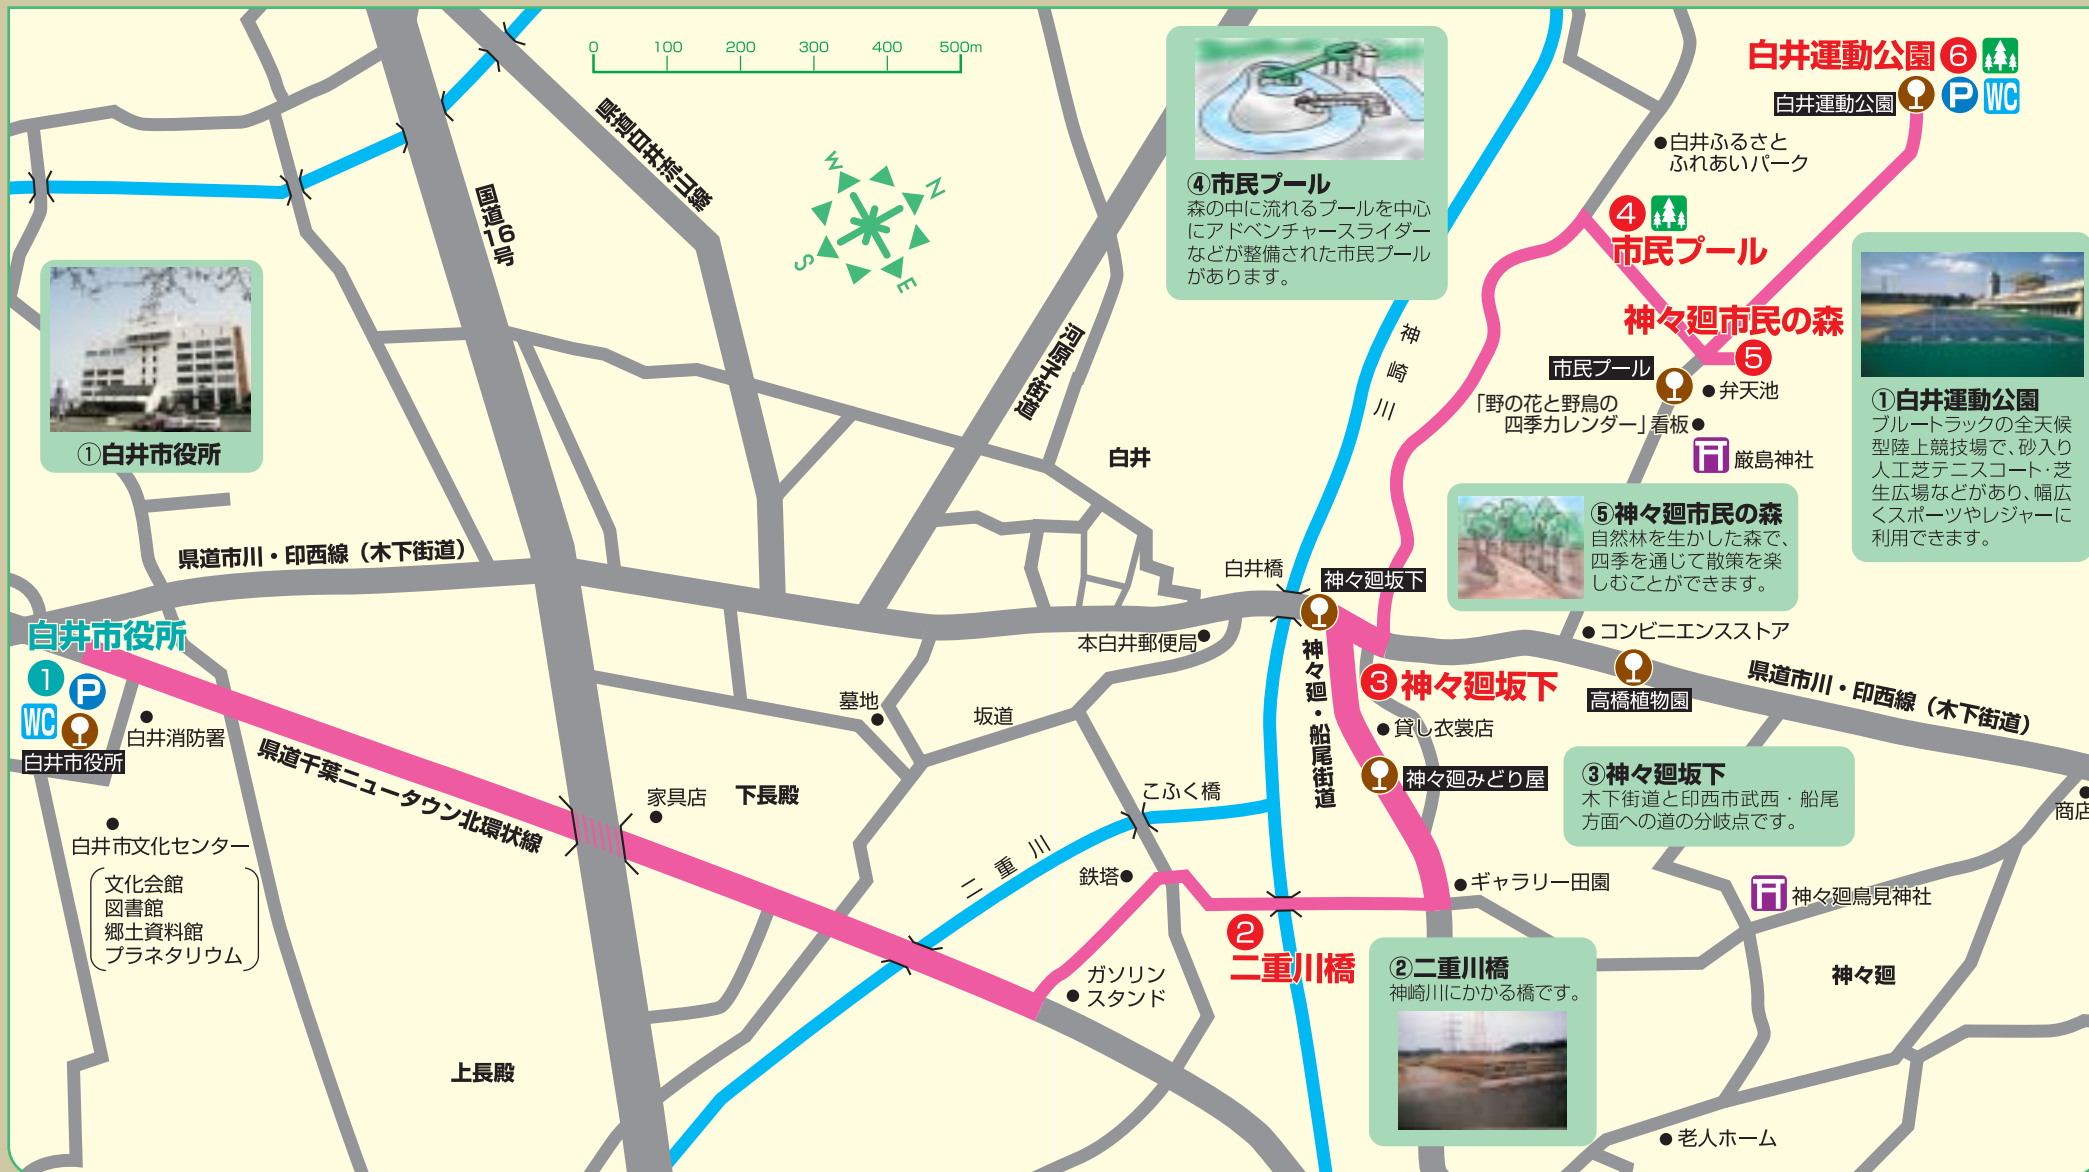 0 100 200 300 400 500m
県道白井流山線
国道16号
W
N
S
E
河原子街道
④市民プール
森の中に流れるプールを中心
にアドベンチャースライダー
などが整備された市民プール
があります。
神崎川
白井運動公園 6
白井運動公園
P
WC
白井ふるさと
ふれあいパーク
4
市民プール
神々廻市民の森
5
市民プール
弁天池
「野の花と野鳥の
四季カレンダー」看板
厳島神社
①白井運動公園
ブルートラックの全天候
型陸上競技場で、砂入り
人工芝テニスコート・芝
生広場などがあり、幅広
くスポーツやレジャーに
利用できます。
①白井市役所
白井
県道市川・印西線（木下街道）
白井橋
神々廻坂下
⑤神々廻市民の森
自然林を生かした森で、
四季を通じて散策を楽
しむことができます。
白井市役所
1
P
WC
白井市役所
白井消防署
本白井郵便局
神々廻・船尾街道
3 神々廻坂下
コンビニエンスストア
高橋植物園
県道市川・印西線（木下街道）
墓地
坂道
貸し衣裳店
神々廻みどり屋
③神々廻坂下
木下街道と印西市武西・船尾
方面への道の分岐点です。
県道千葉ニュータウン北環状線
家具店
下長殿
こふく橋
商店
白井市文化センター
文化会館
図書館
郷土資料館
プラネタリウム
二重川
鉄塔
ギャラリー田園
神々廻鳥見神社
2
二重川橋
ガソリン
スタンド
②二重川橋
神崎川にかかる橋です。
神々廻
上長殿
老人ホーム